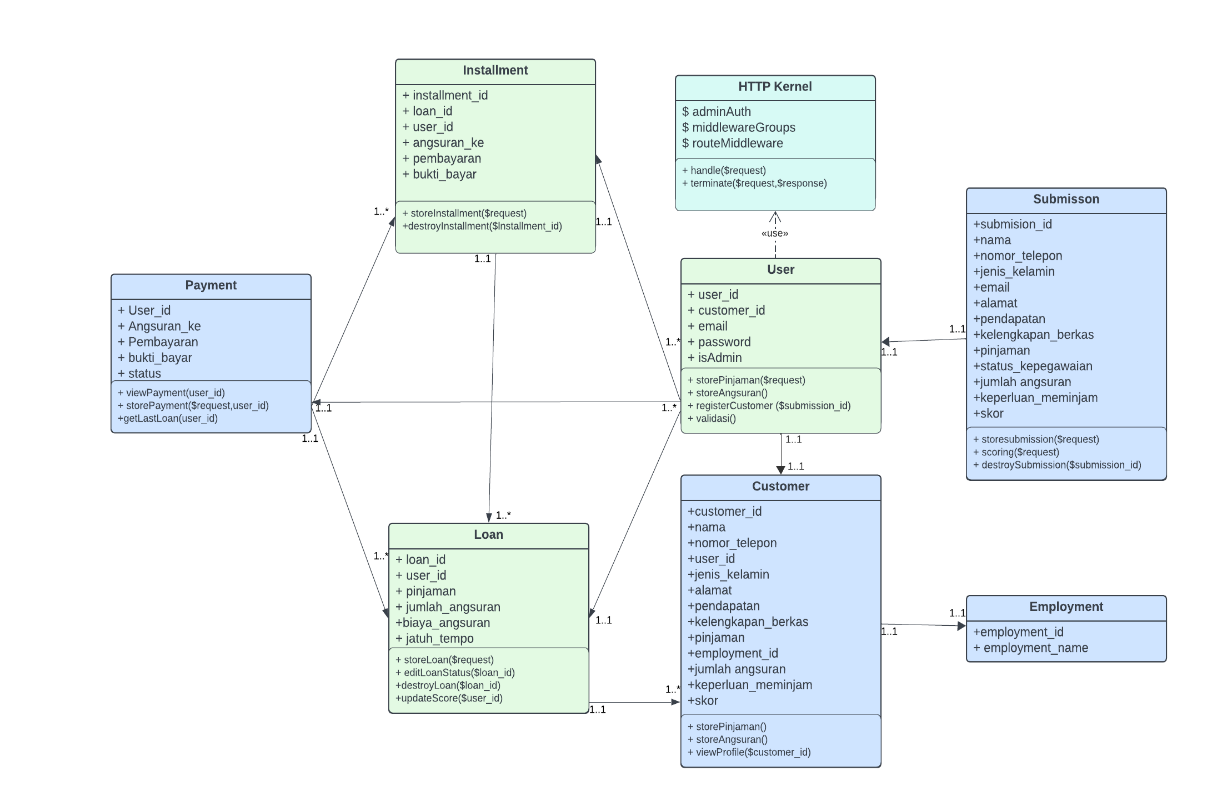 Installment
+ installment_id
+ loan_id
+ user_id
+ angsuran_ke
+ pembayaran
+ bukti_bayar
+ storeInstallment($request)
+destroyInstallment($Installment_id)
HTTP Kernel
$ adminAuth
$ middlewareGroups
$ routeMiddleware
+ handle($request)
+ terminate($request,$response)
«use»
Submisson
+submision_id
+nama
+nomor_telepon
+jenis_kelamin
+email
+alamat
+pendapatan
+kelengkapan_berkas
+pinjaman
+status_kepegawaian
+jumlah angsuran
+keperluan_meminjam
+skor
+ storesubmission($request)
+ scoring($request)
+ destroySubmission($submission_id)
Payment
+ User_id
+ Angsuran_ke
+ Pembayaran
+ bukti_bayar
+ status
+ viewPayment(user_id)
+ storePayment($request,user_id)
+getLastLoan(user_id)
User
+ user_id
+ customer_id
+ email
+ password
+ isAdmin
+ storePinjaman($request)
+ storeAngsuran()
+ registerCustomer ($submission_id)
+ validasi()
1..*
1..1
1..1
1..*
1..1
1..1
1..1
1..*
1..1
1..1
1..1
1..*
1..*
1..1
Loan
+ loan_id
+ user_id
+ pinjaman
+ jumlah_angsuran
+biaya_angsuran
+ jatuh_tempo
+ storeLoan($request)
+ editLoanStatus($loan_id)
+destroyLoan($loan_id)
+updateScore($user_id)
Customer
+customer_id
+nama
+nomor_telepon
+user_id
+jenis_kelamin
+alamat
+pendapatan
+kelengkapan_berkas
+pinjaman
+employment_id
+jumlah angsuran
+keperluan_meminjam
+skor
+ storePinjaman()
+ storeAngsuran()
+ viewProfile($customer_id)
1..*
1..1
1..1
1..1
Employment
+employment_id
+ employment_name